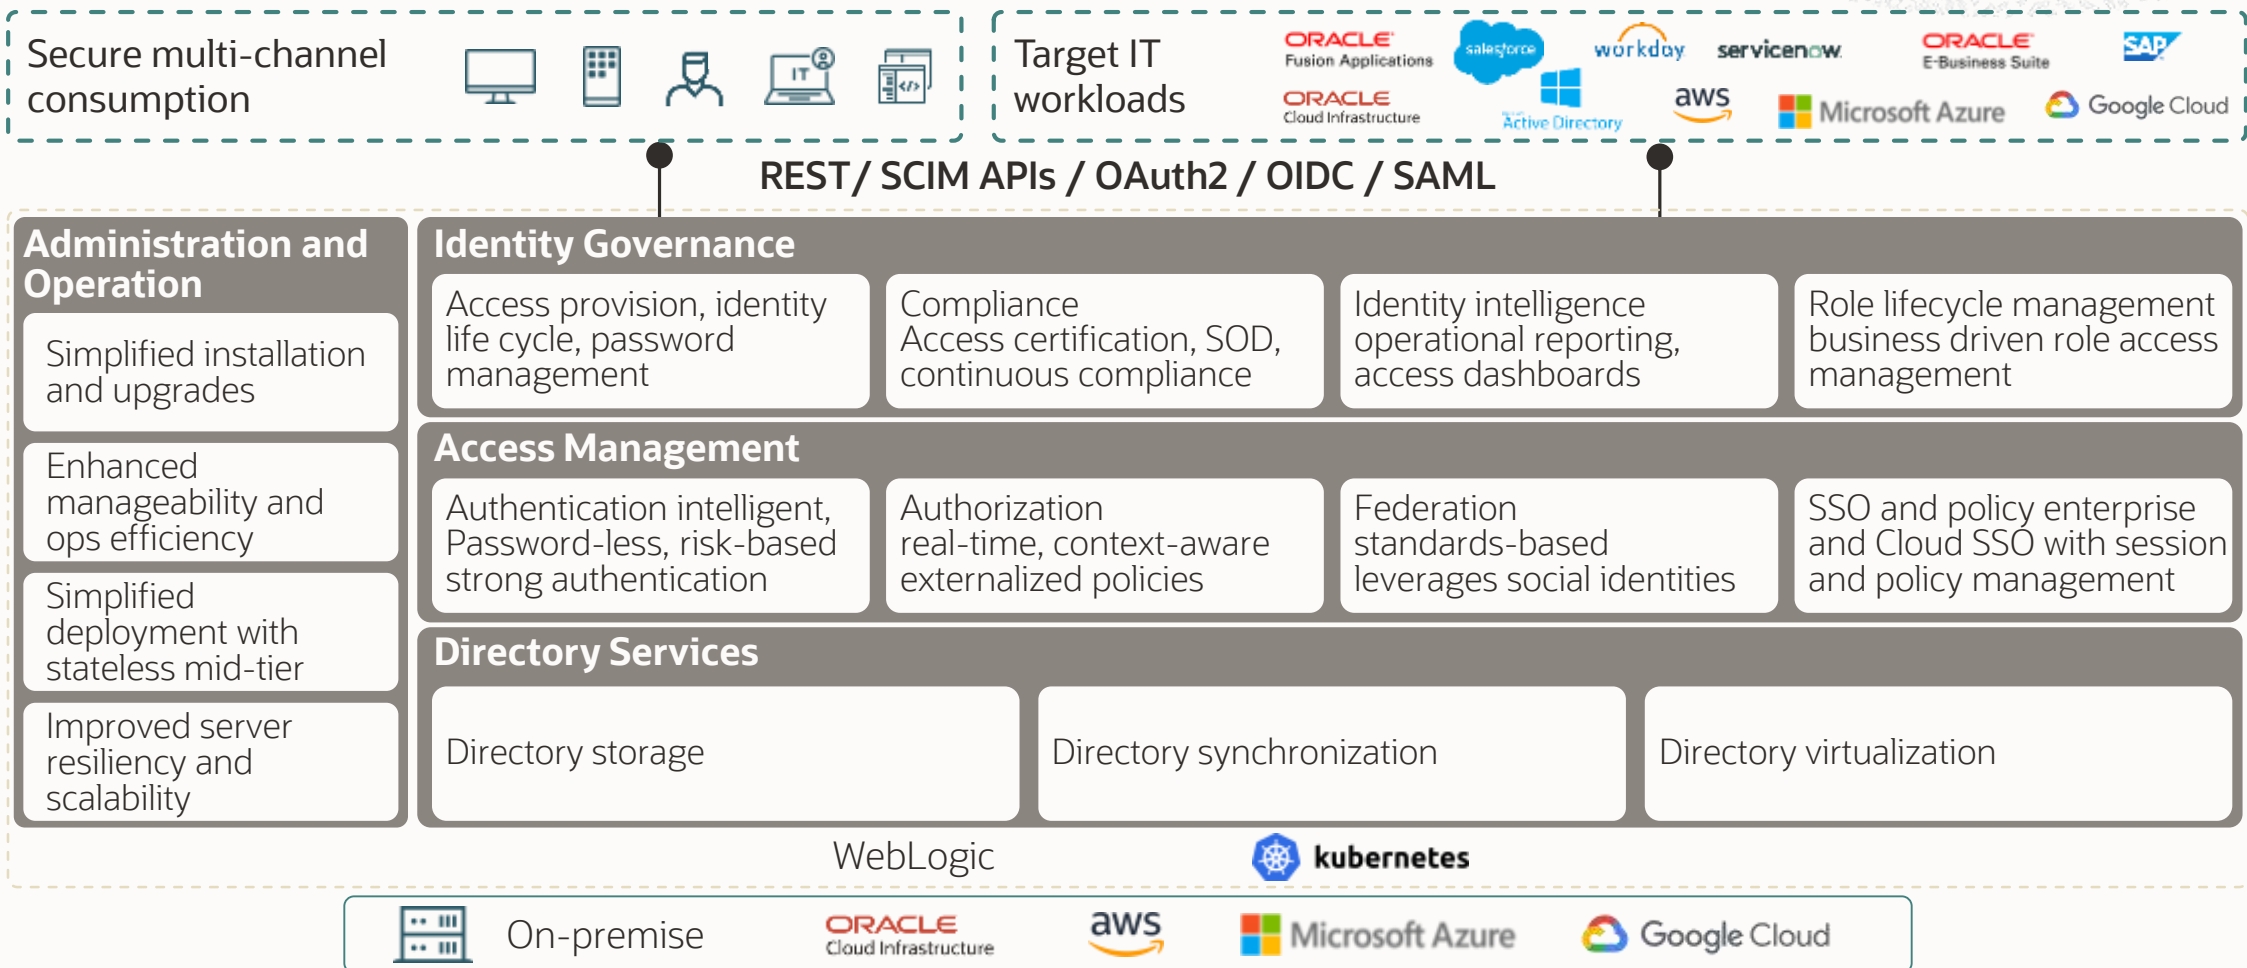 Secure multi-channel
consumption
IT
</>
Target IT
workloads
ORACLE
Fusion Applications
salesforce
workday
servicenow
ORACLE
E-Business Suite
SAP
ORACLE
Cloud Infrastructure
Active Directory
aws
Microsoft Azure
Google Cloud
REST/ SCIM APIs / OAuth2 / OIDC / SAML
Administration and
Operation
Simplified installation
and upgrades
Enhanced
manageability and
ops efficiency
Simplified
deployment with
stateless mid-tier
Improved server
resiliency and
scalability
Identity Governance
Access provision, identity
life cycle, password
management
Compliance
Access certification, SOD,
continuous compliance
Identity intelligence
operational reporting,
access dashboards
Role lifecycle management
business driven role access
management
Access Management
Authentication intelligent,
Password-less, risk-based
strong authentication
Authorization
real-time, context-aware
externalized policies
Federation
standards-based
leverages social identities
SSO and policy enterprise
and Cloud SSO with session
and policy management
Directory Services
Directory storage
Directory synchronization
Directory virtualization
WebLogic
kubernetes
On-premise
ORACLE
Cloud Infrastructure
aws
Microsoft Azure
Google Cloud